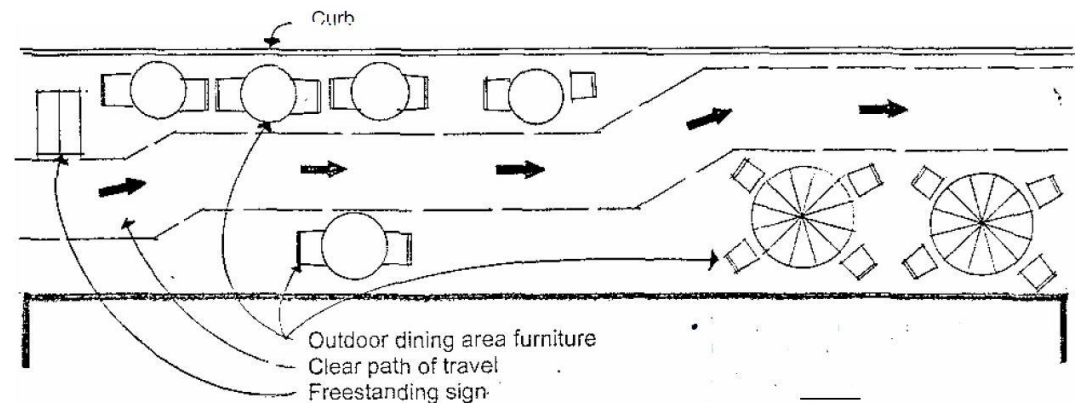 Curb
Outdoor dining area furniture
Clear path of travel
Freestanding sign